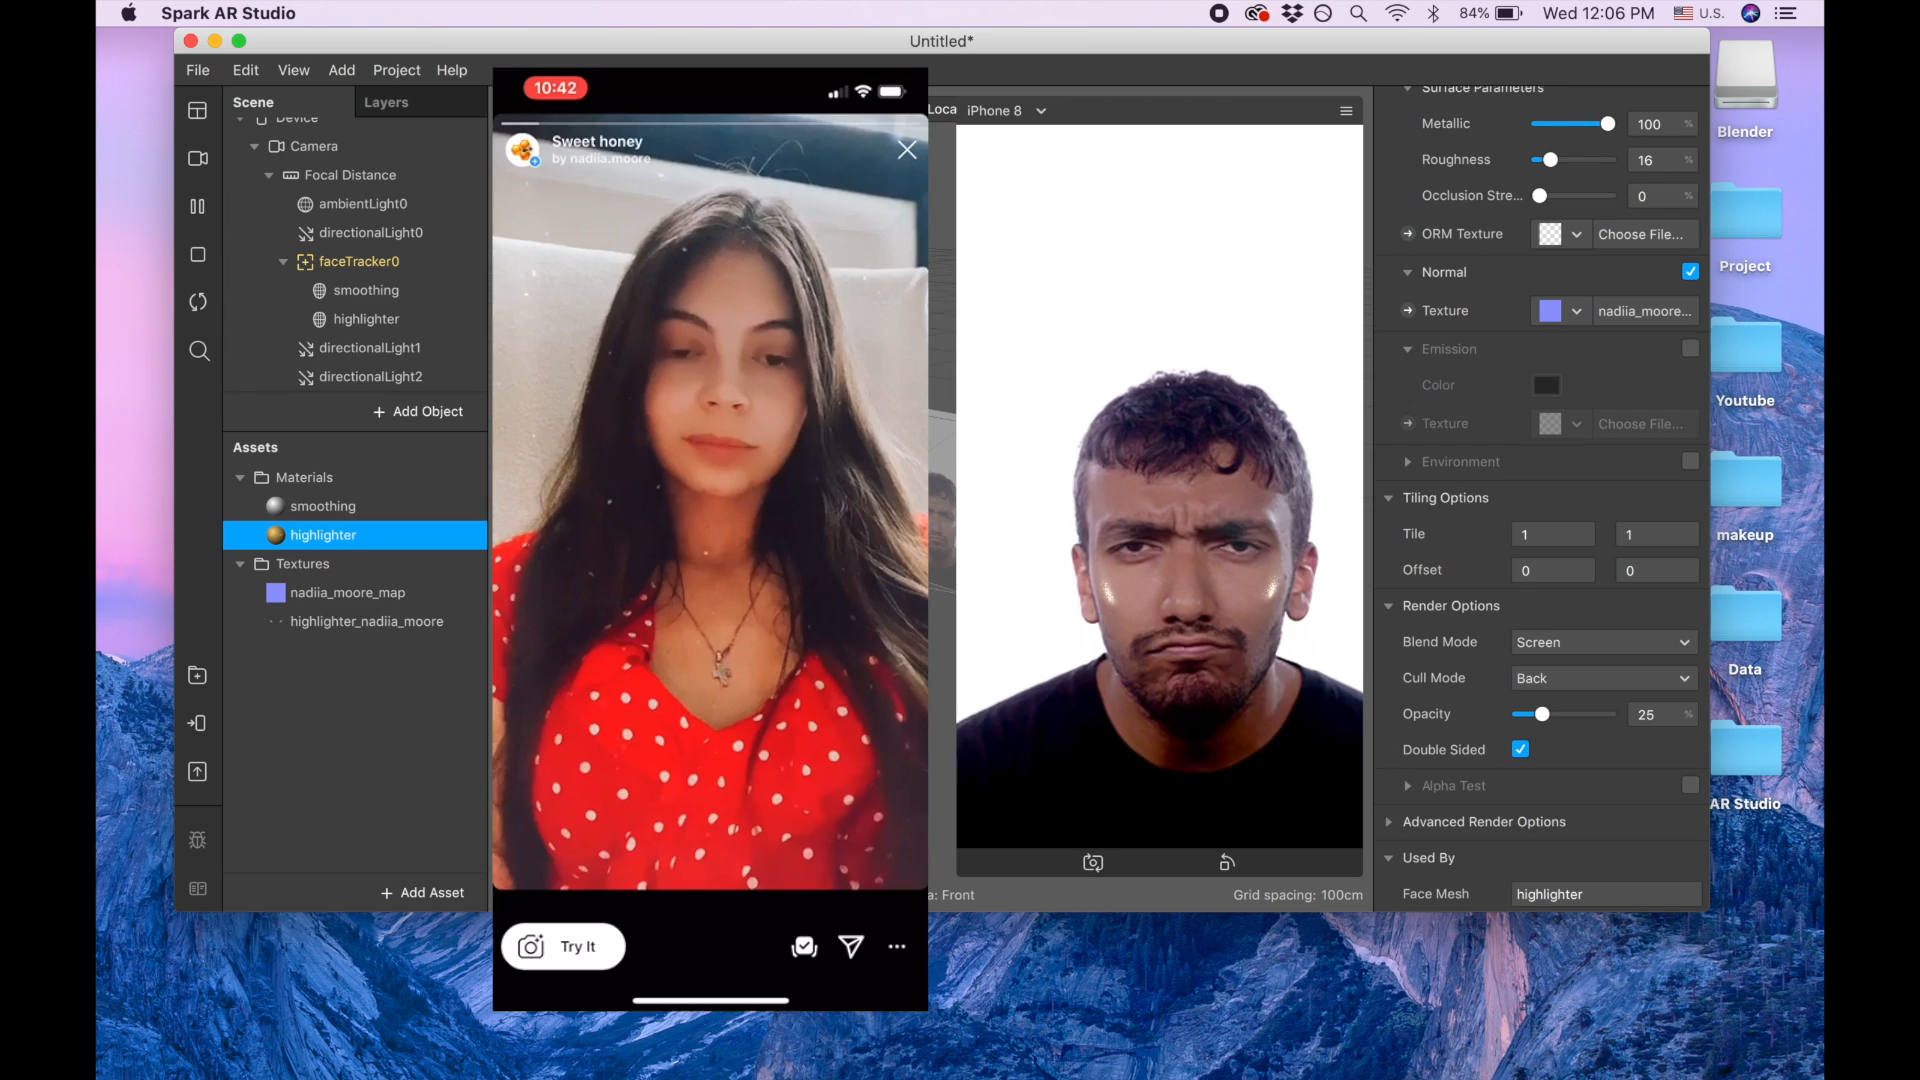 Spark AR Studio
84%
Wed 12:06 PM
U.S.
Untitled*
File Edit View Add Project Help
Scene
Layers
Device
Camera
Focal Distance
ambientLight0
directionalLight0
faceTracker0
smoothing
highlighter
directionalLight1
directionalLight2
+ Add Object
Assets
Materials
smoothing
highlighter
Textures
nadiia_moore_map
highlighter_nadiia_moore
+ Add Asset
10:42
Sweet honey
by nadiia.moore
Try It
Loca
iPhone 8
a: Front
Grid spacing: 100cm
Surface Parameters
Metallic 100 %
Roughness 16 %
Occlusion Stre... 0 %
ORM Texture Choose File...
Normal
Texture nadiia_moore...
Emission
Color
Texture Choose File...
Environment
Tiling Options
Tile 1 1
Offset 0 0
Render Options
Blend Mode Screen
Cull Mode Back
Opacity 25 %
Double Sided
Alpha Test
Advanced Render Options
Used By
Face Mesh highlighter
Blender
Project
Youtube
makeup
Data
AR Studio